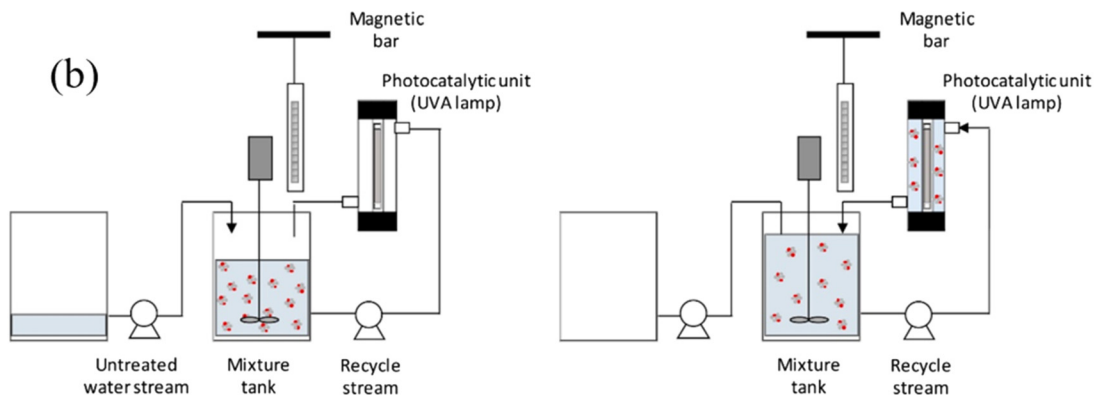 (b)
Magnetic
bar
Photocatalytic unit
(UVA lamp)
Untreated
water stream
Mixture
tank
Recycle
stream
Magnetic
bar
Photocatalytic unit
(UVA lamp)
Mixture
tank
Recycle
stream